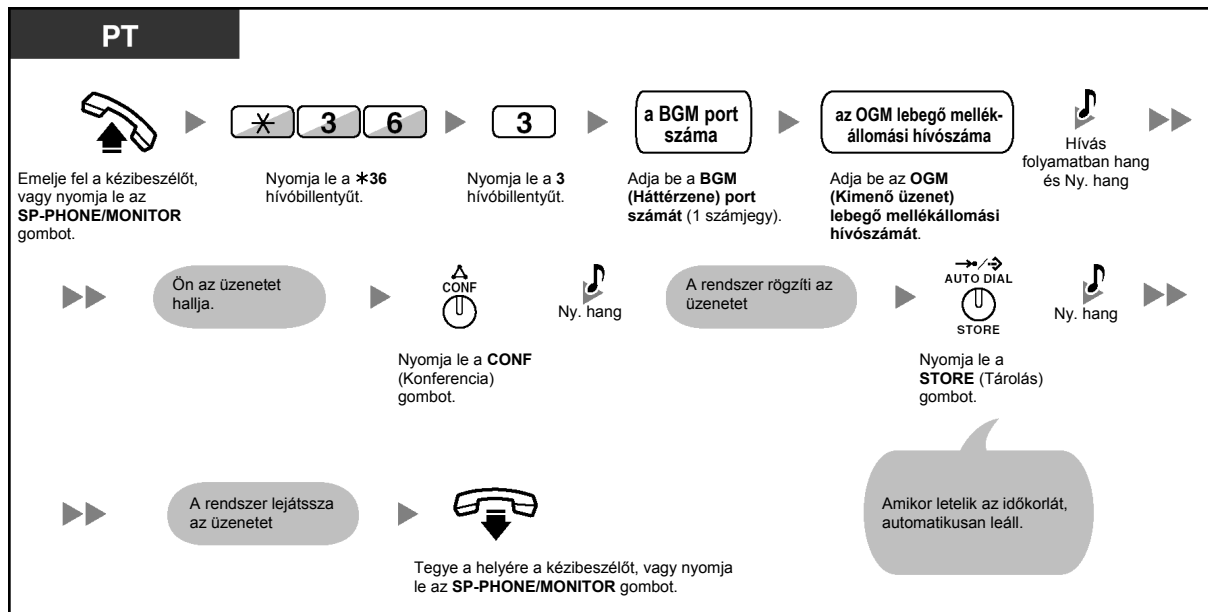 PT
* 3 6
3
a BGM port
száma
az OGM lebegő mellék-
állomási hívószáma
Hívás
folyamatban hang
és Ny. hang
Emelje fel a kézibeszélőt,
vagy nyomja le az
SP-PHONE/MONITOR
gombot.
Nyomja le a *36
hívóbillentyűt.
Nyomja le a 3
hívóbillentyűt.
Adja be a BGM
(Háttérzene) port
számát (1 számjegy).
Adja be az OGM
(Kimenő üzenet)
lebegő mellékállomási
hívószámát.
Ön az üzenetet
hallja.
CONF
Ny. hang
A rendszer rögzíti az
üzenetet
AUTO DIAL
STORE
Ny. hang
Nyomja le a CONF
(Konferencia)
gombot.
Nyomja le a
STORE (Tárolás)
gombot.
Amikor letelik az időkorlát,
automatikusan leáll.
A rendszer lejátssza
az üzenetet
Tegye a helyére a kézibeszélőt, vagy nyomja
le az SP-PHONE/MONITOR gombot.